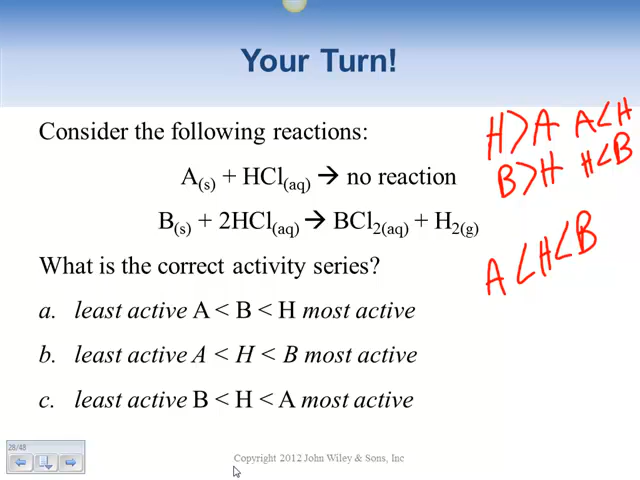 Your Turn!
Consider the following reactions:
A(s) + HCl(aq) → no reaction
B(s) + 2HCl(aq) → BCl2(aq) + H2(g)
What is the correct activity series?
a. least active A < B < H most active
b. least active A < H < B most active
c. least active B < H < A most active
H > A A < H
B > H H < B
A < H < B
28/48
Copyright 2012 John Wiley & Sons, Inc